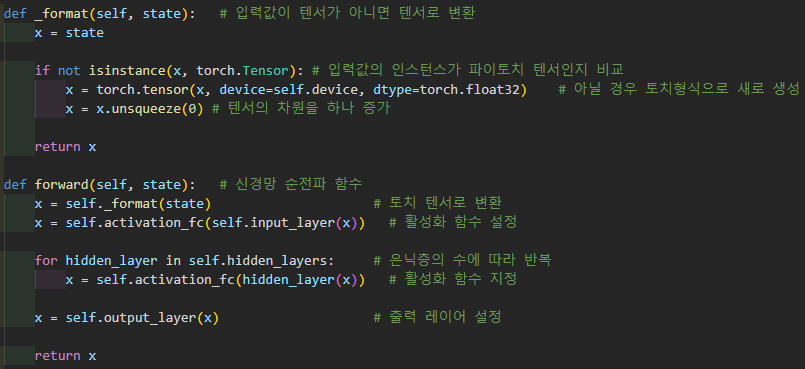 def _format(self, state):   # 입력값이 텐서가 아니면 텐서로 변환
    x = state

    if not isinstance(x, torch.Tensor): # 입력값의 인스턴스가 파이토치 텐서인지 비교
        x = torch.tensor(x, device=self.device, dtype=torch.float32)    # 아닐 경우 토치형식으로 새로 생성
        x = x.unsqueeze(0) # 텐서의 차원을 하나 증가

    return x

def forward(self, state):   # 신경망 순전파 함수
    x = self._format(state)                     # 토치 텐서로 변환
    x = self.activation_fc(self.input_layer(x))   # 활성화 함수 설정

    for hidden_layer in self.hidden_layers:     # 은닉층의 수에 따라 반복
        x = self.activation_fc(hidden_layer(x))   # 활성화 함수 지정

    x = self.output_layer(x)                    # 출력 레이어 설정

    return x